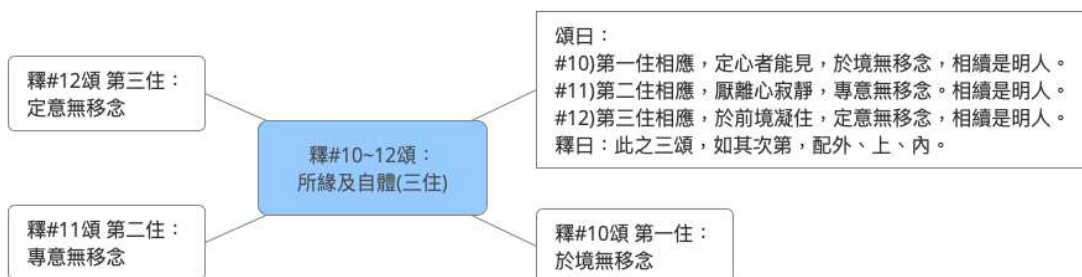 頌曰：
#10)第一住相應，定心者能見，於境無移念，相續是明人。
#11)第二住相應，厭離心寂靜，專意無移念。相續是明人。
#12)第三住相應，於前境凝住，定意無移念，相續是明人。
釋曰：此之三頌，如其次第，配外、上、內。
釋#12頌 第三住：
定意無移念
釋#10~12頌：
所緣及自體(三住)
釋#11頌 第二住：
專意無移念
釋#10頌 第一住：
於境無移念